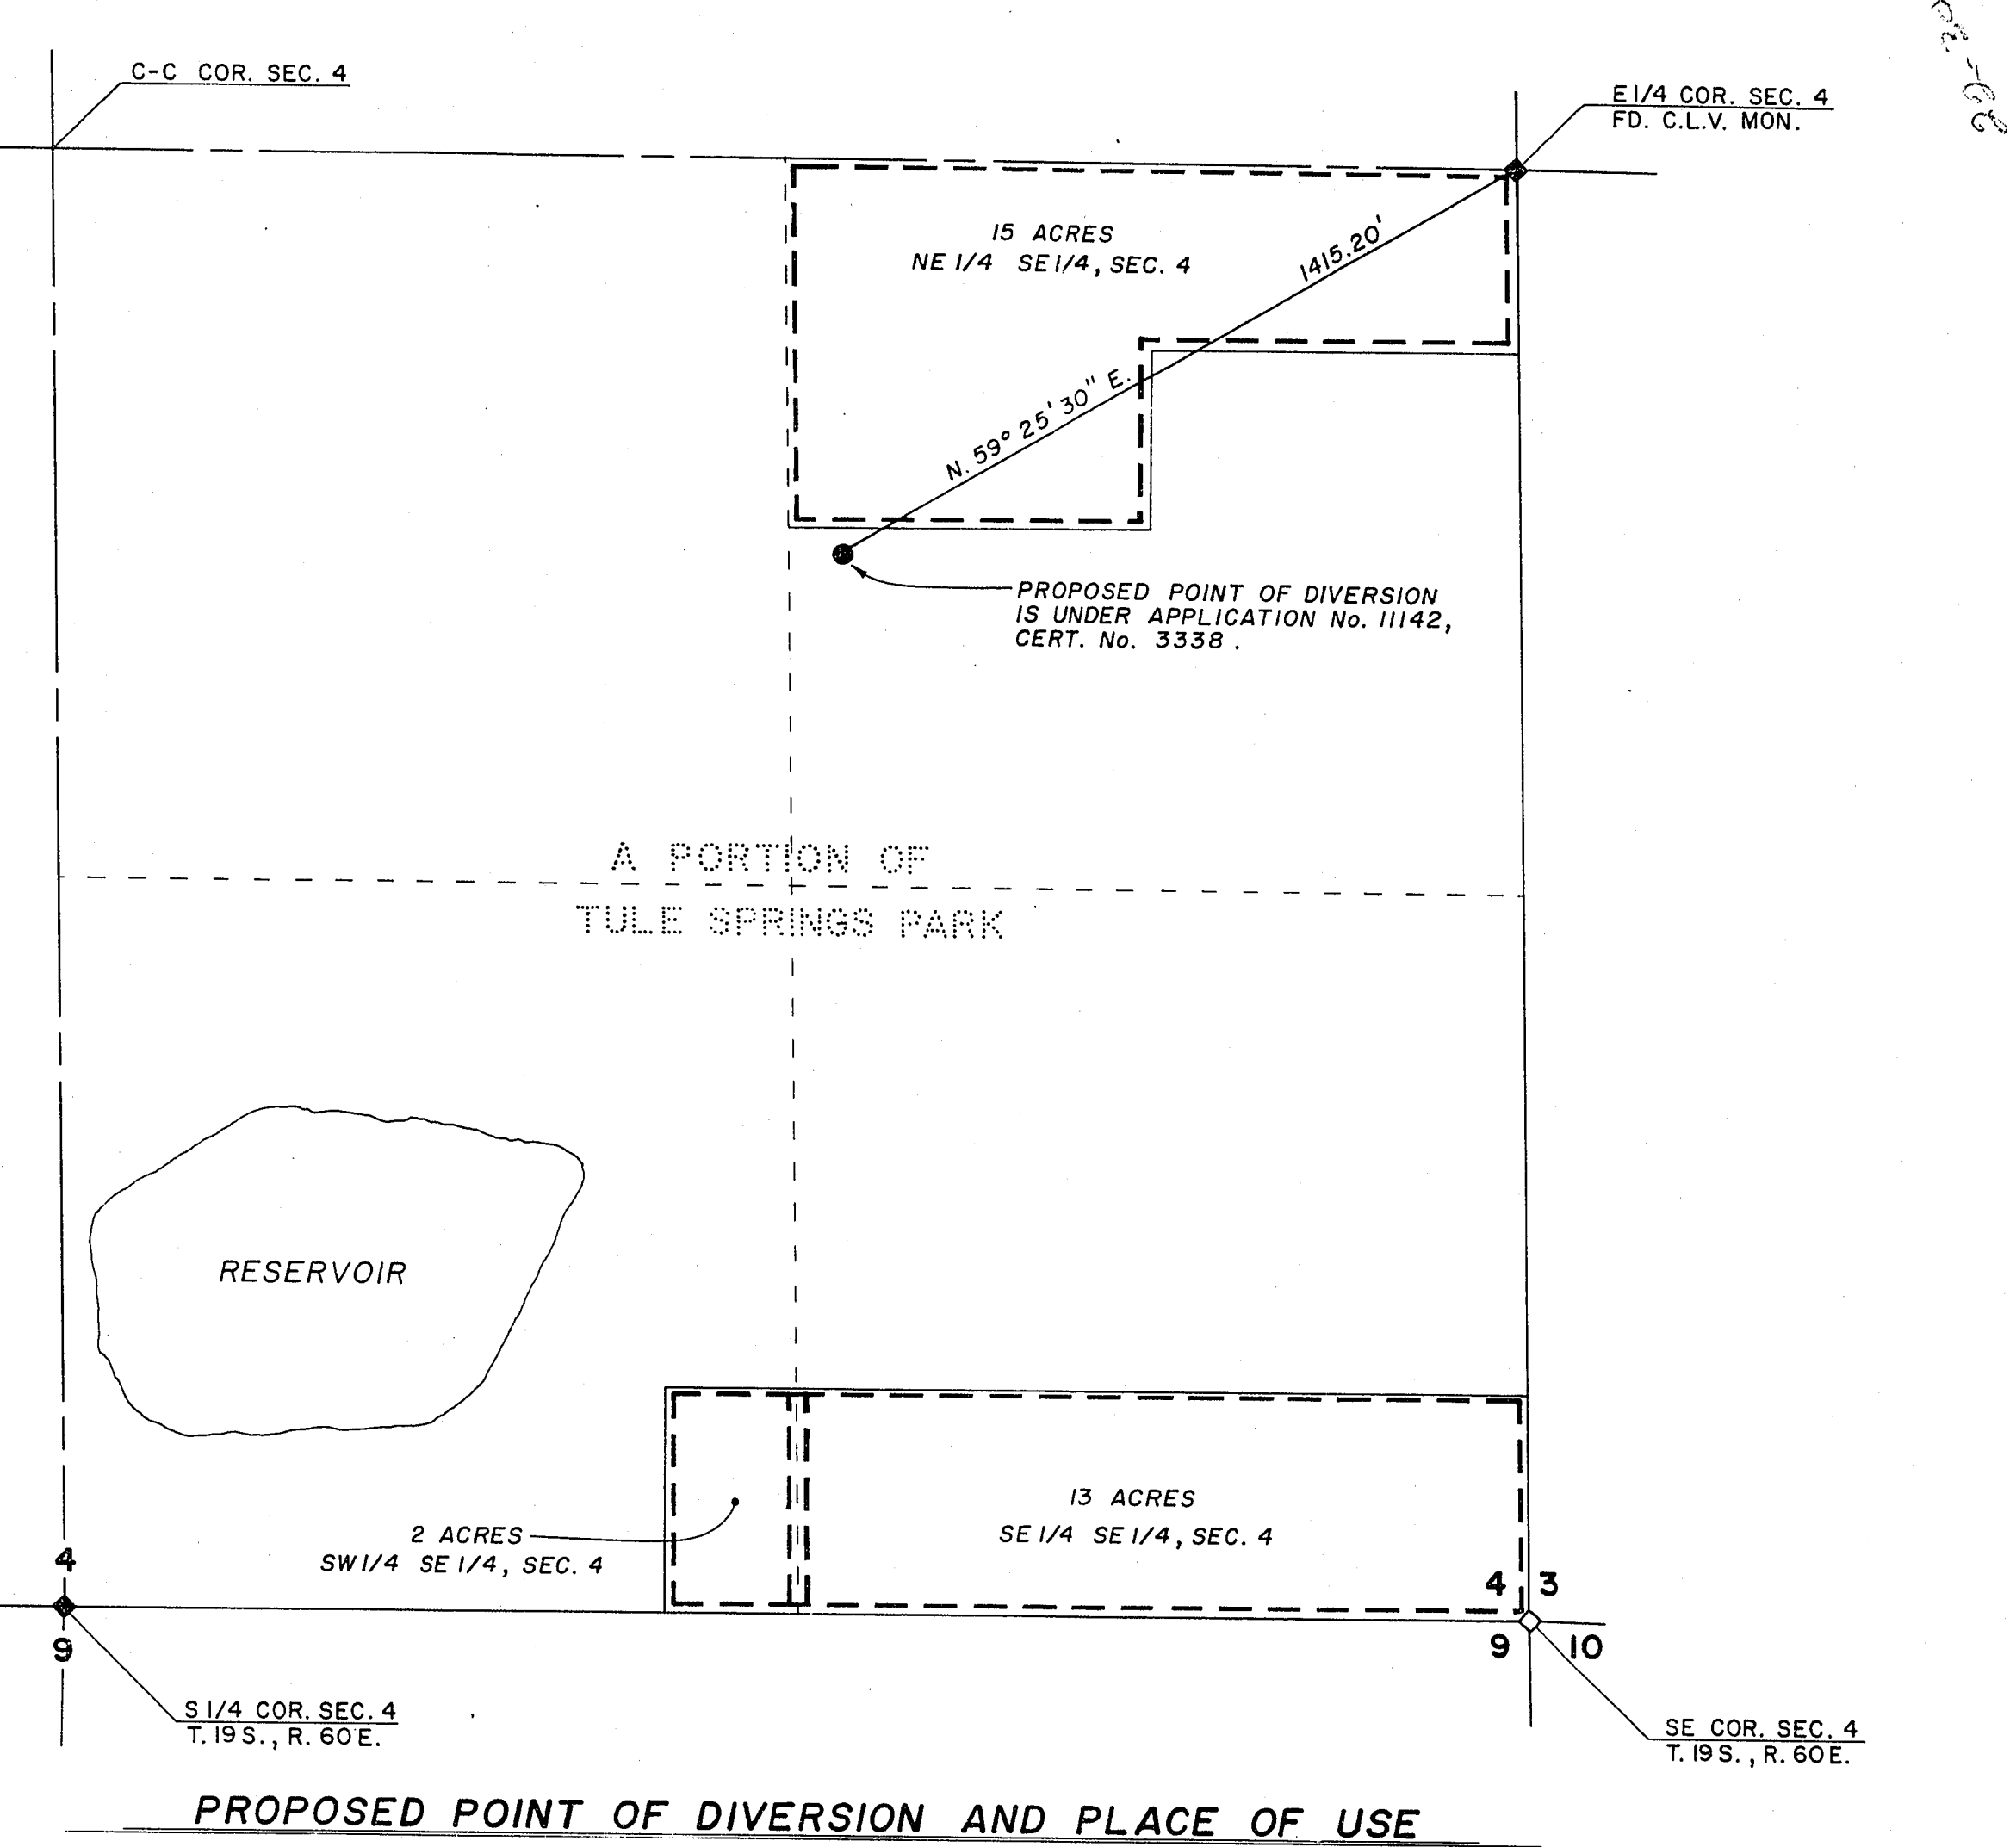 C-C COR. SEC. 4
E1/4 COR. SEC. 4
FD. C.L.V. MON.
15 ACRES
NE 1/4 SE1/4, SEC. 4
1415.20'
N. 59° 25' 30" E.
PROPOSED POINT OF DIVERSION
IS UNDER APPLICATION No. 11142,
CERT. No. 3338 .
A PORTION OF
TULE SPRINGS PARK
RESERVOIR
13 ACRES
SE 1/4 SE 1/4, SEC. 4
2 ACRES
SW1/4 SE 1/4, SEC. 4
4
9
4 3
9 10
S 1/4 COR. SEC. 4
T. 19 S., R. 60 E.
SE COR. SEC. 4
T. 19 S., R. 60 E.
PROPOSED POINT OF DIVERSION AND PLACE OF USE